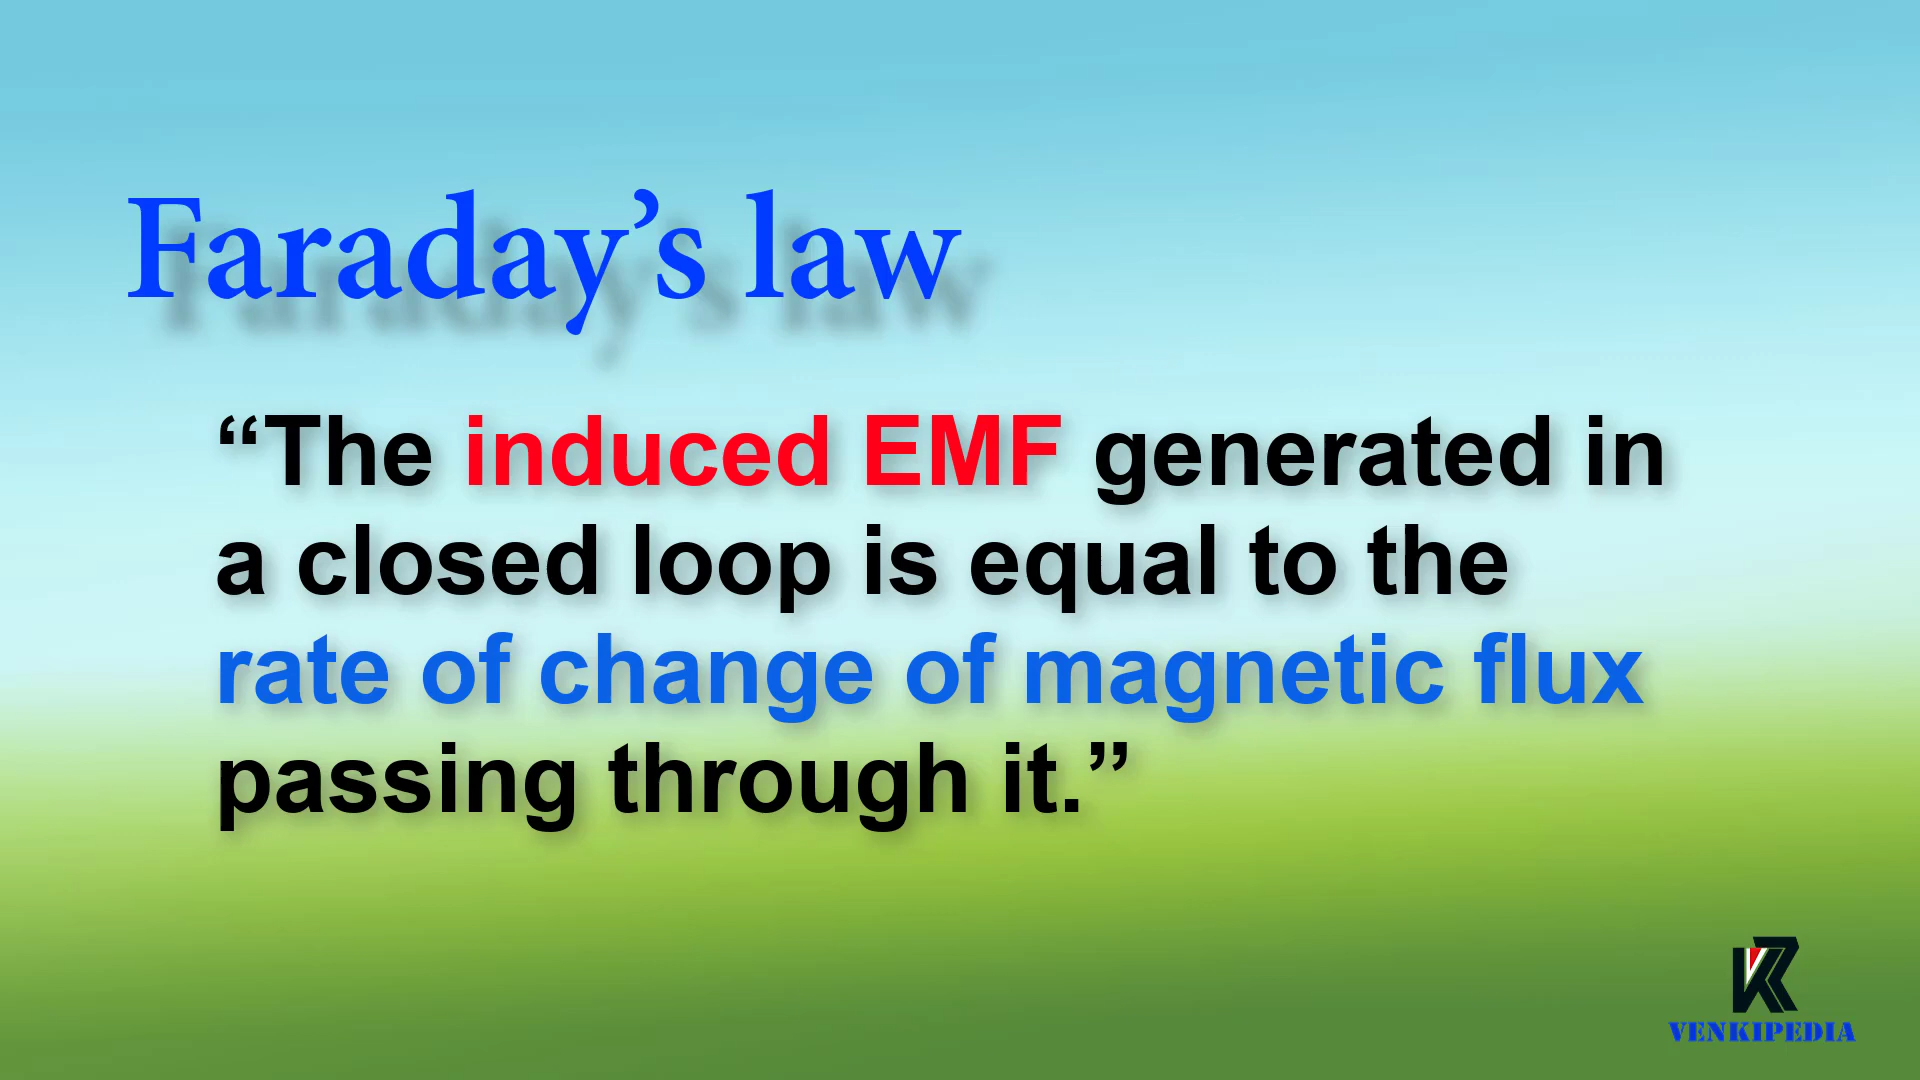 Faraday’s law
“The induced EMF generated in
a closed loop is equal to the
rate of change of magnetic flux
passing through it.”
VENKIPEDIA